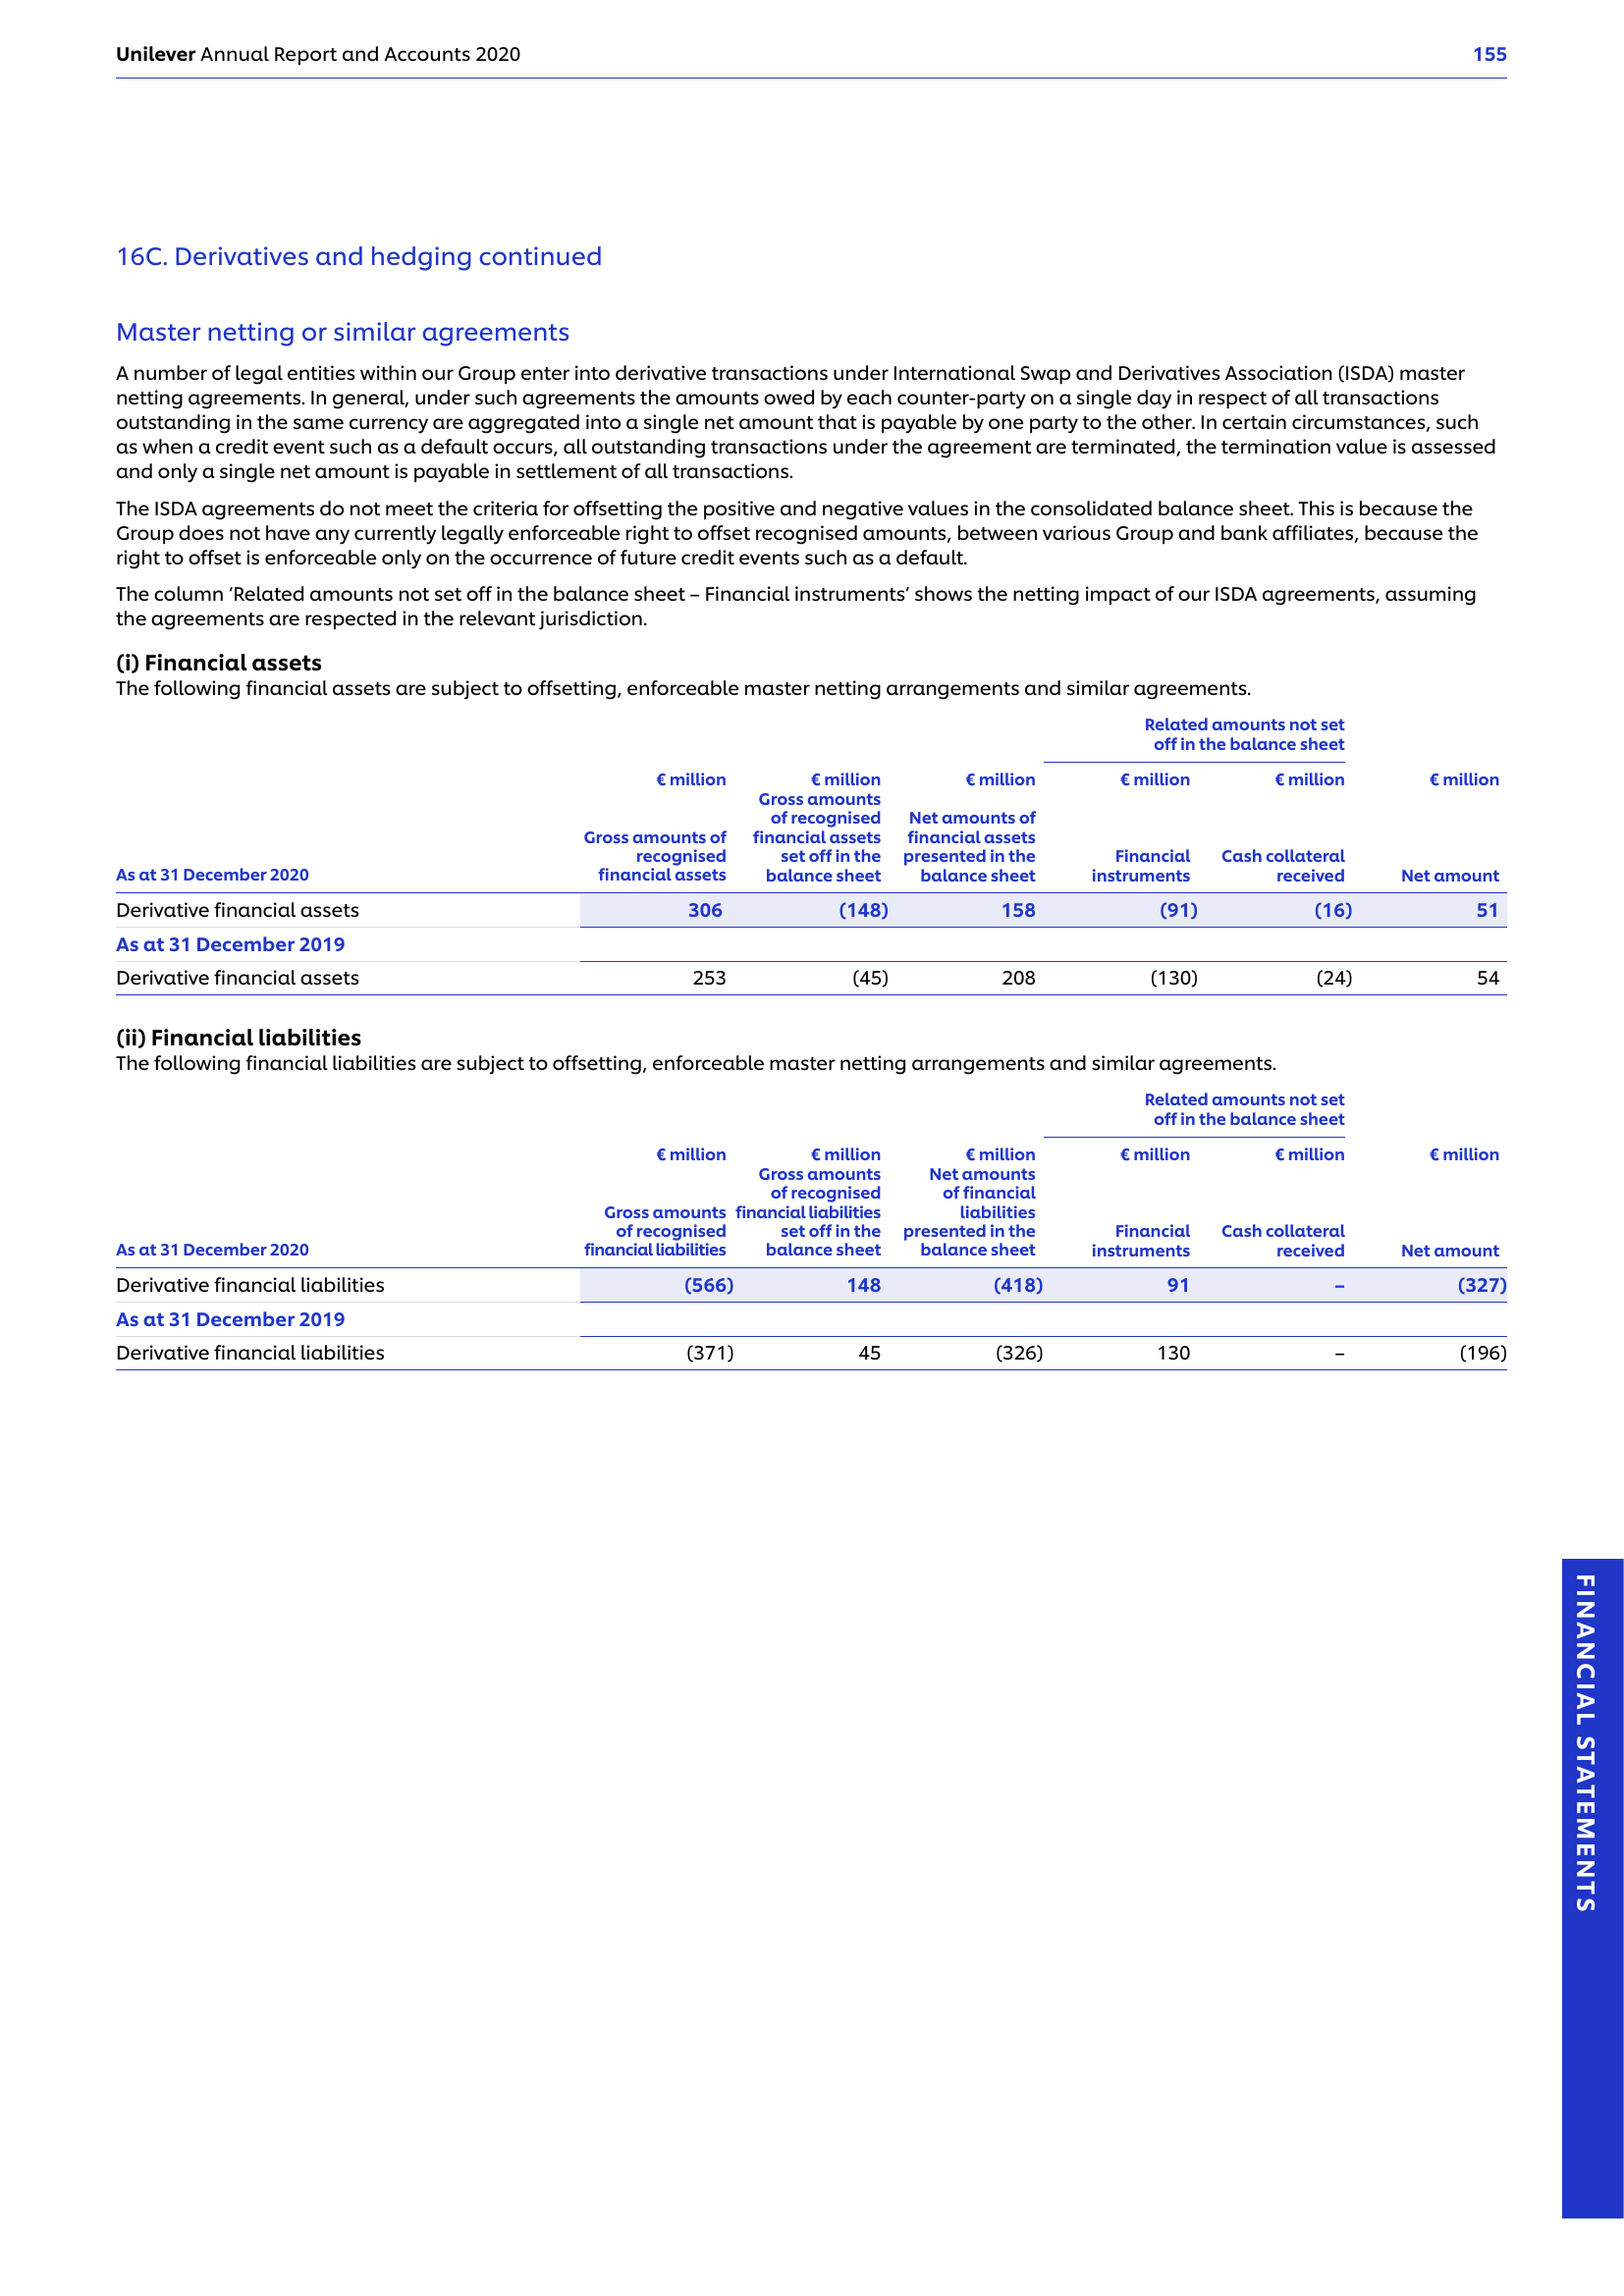 Unilever Annual Report and Accounts 2020 155
16C. Derivatives and hedging continued
Master netting or similar agreements
A number of legal entities within our Group enter into derivative transactions under International Swap and Derivatives Association (ISDA) master
netting agreements. In general, under such agreements the amounts owed by each counter-party on a single day in respect of all transactions
outstanding in the same currency are aggregated into a single net amount that is payable by one party to the other. In certain circumstances, such
as when a credit event such as a default occurs, all outstanding transactions under the agreement are terminated, the termination value is assessed
and only a single net amount is payable in settlement of all transactions.
The ISDA agreements do not meet the criteria for offsetting the positive and negative values in the consolidated balance sheet. This is because the
Group does not have any currently legally enforceable right to offset recognised amounts, between various Group and bank affiliates, because the
right to offset is enforceable only on the occurrence of future credit events such as a default.
The column ‘Related amounts not set off in the balance sheet – Financial instruments’ shows the netting impact of our ISDA agreements, assuming
the agreements are respected in the relevant jurisdiction.
(i) Financial assets
The following financial assets are subject to offsetting, enforceable master netting arrangements and similar agreements.
Related amounts not set
off in the balance sheet
€ million € million € million € million € million € million
Gross amounts
of recognised Net amounts of
Gross amounts of financial assets financial assets
recognised set off in the presented in the Financial Cash collateral
As at 31 December 2020 financial assets balance sheet balance sheet instruments received Net amount
Derivative financial assets 306 (148) 158 (91) (16) 51
As at 31 December 2019
Derivative financial assets 253 (45) 208 (130) (24) 54
(ii) Financial liabilities
The following financial liabilities are subject to offsetting, enforceable master netting arrangements and similar agreements.
Related amounts not set
off in the balance sheet
€ million € million € million € million € million € million
Gross amounts Net amounts
of recognised of financial
Gross amounts financial liabilities liabilities
of recognised set off in the presented in the Financial Cash collateral
As at 31 December 2020 financial liabilities balance sheet balance sheet instruments received Net amount
Derivative financial liabilities (566) 148 (418) 91 – (327)
As at 31 December 2019
Derivative financial liabilities (371) 45 (326) 130 – (196)
FINANCIAL STATEMENTS